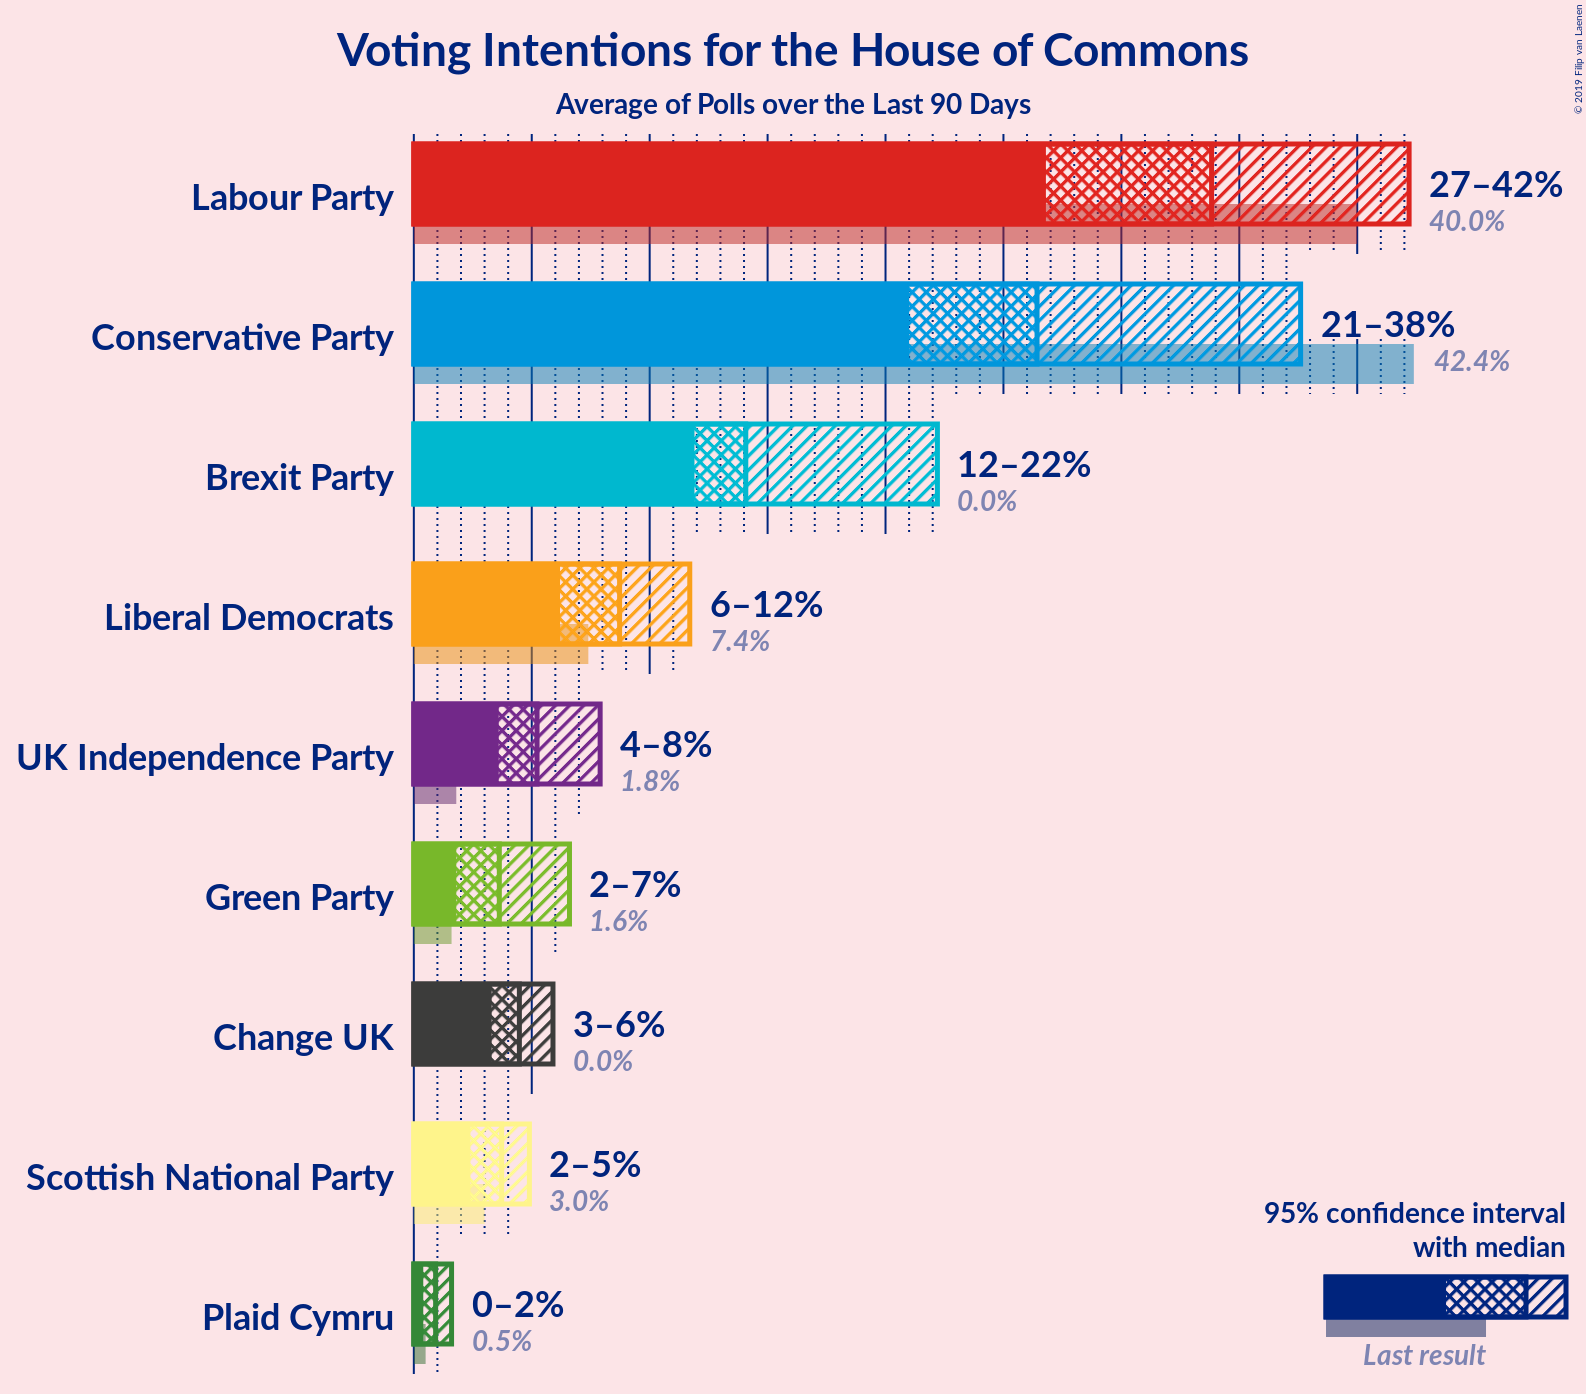 © 2019 Filip van Laenen
Voting Intentions for the House of Commons
Average of Polls over the Last 90 Days
Labour Party
27–42%
40.0%
Conservative Party
21–38%
42.4%
Brexit Party
12–22%
0.0%
Liberal Democrats
6–12%
7.4%
UK Independence Party
4–8%
1.8%
Green Party
2–7%
1.6%
Change UK
3–6%
0.0%
Scottish National Party
2–5%
3.0%
Plaid Cymru
0–2%
0.5%
95% confidence interval
with median
Last result